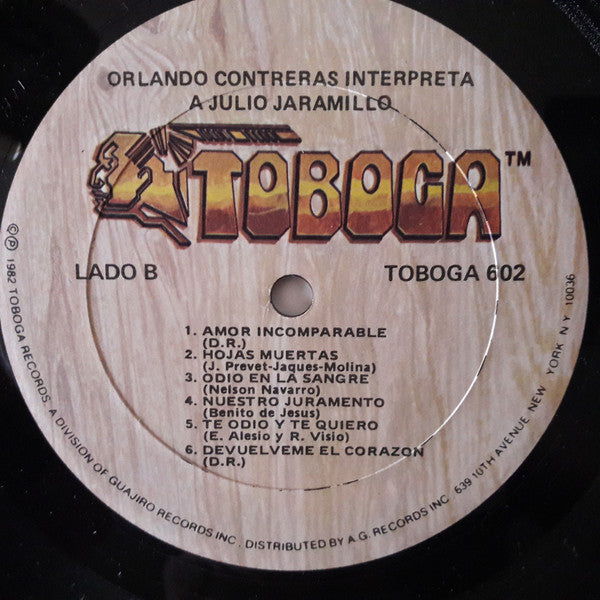 ORLANDO CONTRERAS INTERPRETA
A JULIO JARAMILLO
TOBOGA™
LADO B
TOBOGA 602
1. AMOR INCOMPARABLE
(D.R.)
2. HOJAS MUERTAS
(J. Prevet-Jaques-Molina)
3. ODIO EN LA SANGRE
(Nelson Navarro)
4. NUESTRO JURAMENTO
(Benito de Jesus)
5. TE ODIO Y TE QUIERO
(E. Alesio y R. Visio)
6. DEVUELVEME EL CORAZON
(D.R.)
©℗ 1982 TOBOGA RECORDS. A DIVISION OF GUAJIRO RECORDS INC. DISTRIBUTED BY A.G. RECORDS INC. 639 10TH AVENUE, NEW YORK N Y 10036